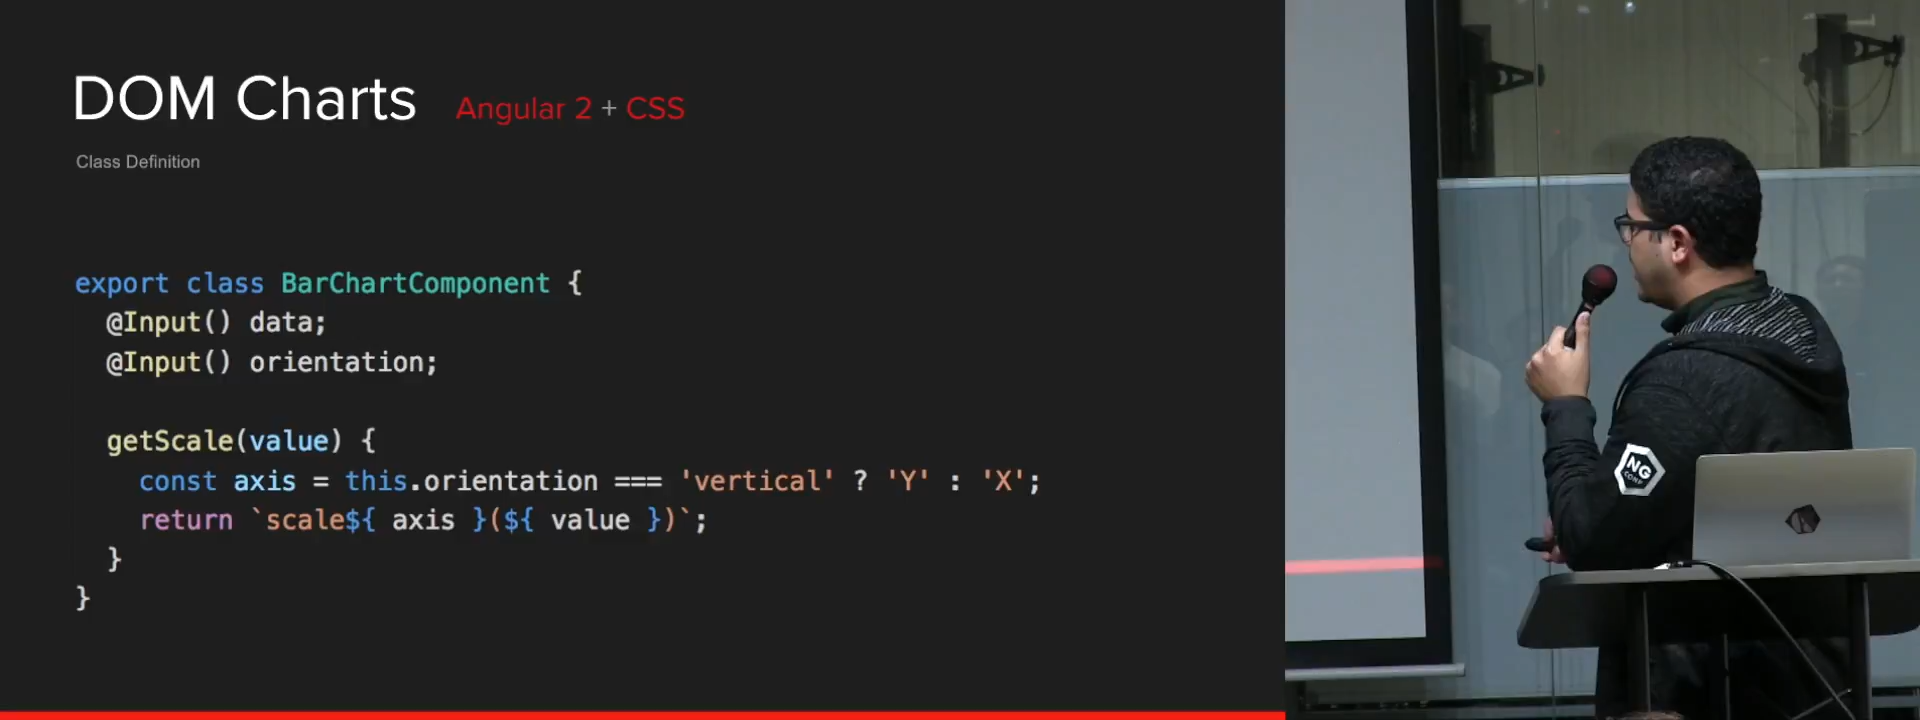 DOM Charts Angular 2 + CSS
Class Definition
export class BarChartComponent {
@Input() data;
@Input() orientation;
getScale(value) {
const axis = this.orientation === 'vertical' ? 'Y' : 'X';
return `scale${ axis }(${ value })`;
}
}
NG
CONF